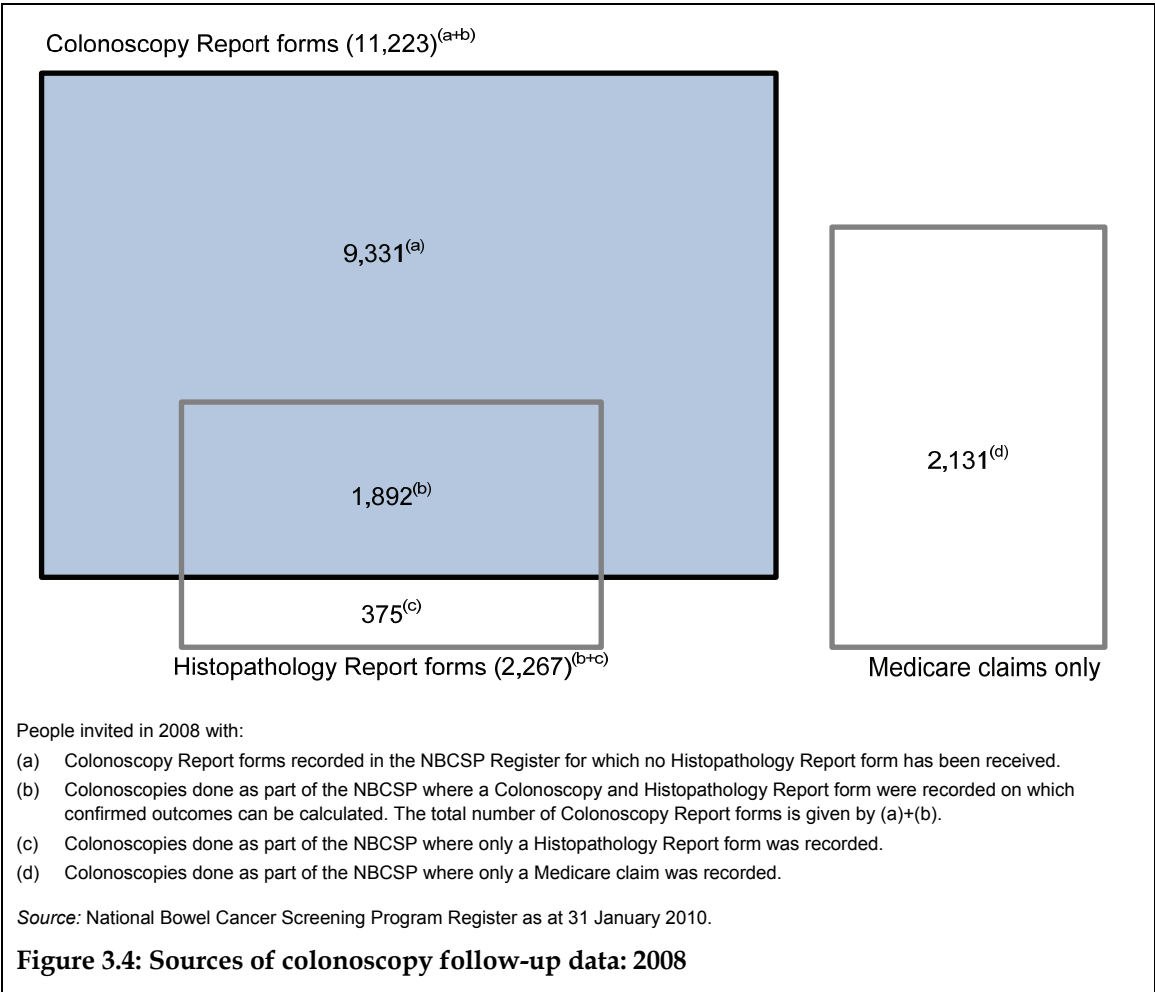 Colonoscopy Report forms (11,223)(a+b)
9,331(a)
2,131(d)
1,892(b)
375(c)
Histopathology Report forms (2,267)(b+c)
Medicare claims only
People invited in 2008 with:
(a) Colonoscopy Report forms recorded in the NBCSP Register for which no Histopathology Report form has been received.
(b) Colonoscopies done as part of the NBCSP where a Colonoscopy and Histopathology Report form were recorded on which
confirmed outcomes can be calculated. The total number of Colonoscopy Report forms is given by (a)+(b).
(c) Colonoscopies done as part of the NBCSP where only a Histopathology Report form was recorded.
(d) Colonoscopies done as part of the NBCSP where only a Medicare claim was recorded.
Source: National Bowel Cancer Screening Program Register as at 31 January 2010.
Figure 3.4: Sources of colonoscopy follow-up data: 2008